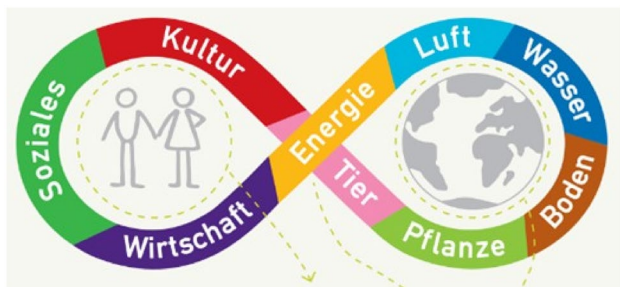 Kultur
Soziales
Wirtschaft
Energie
Luft
Wasser
Boden
Pflanze
Tier